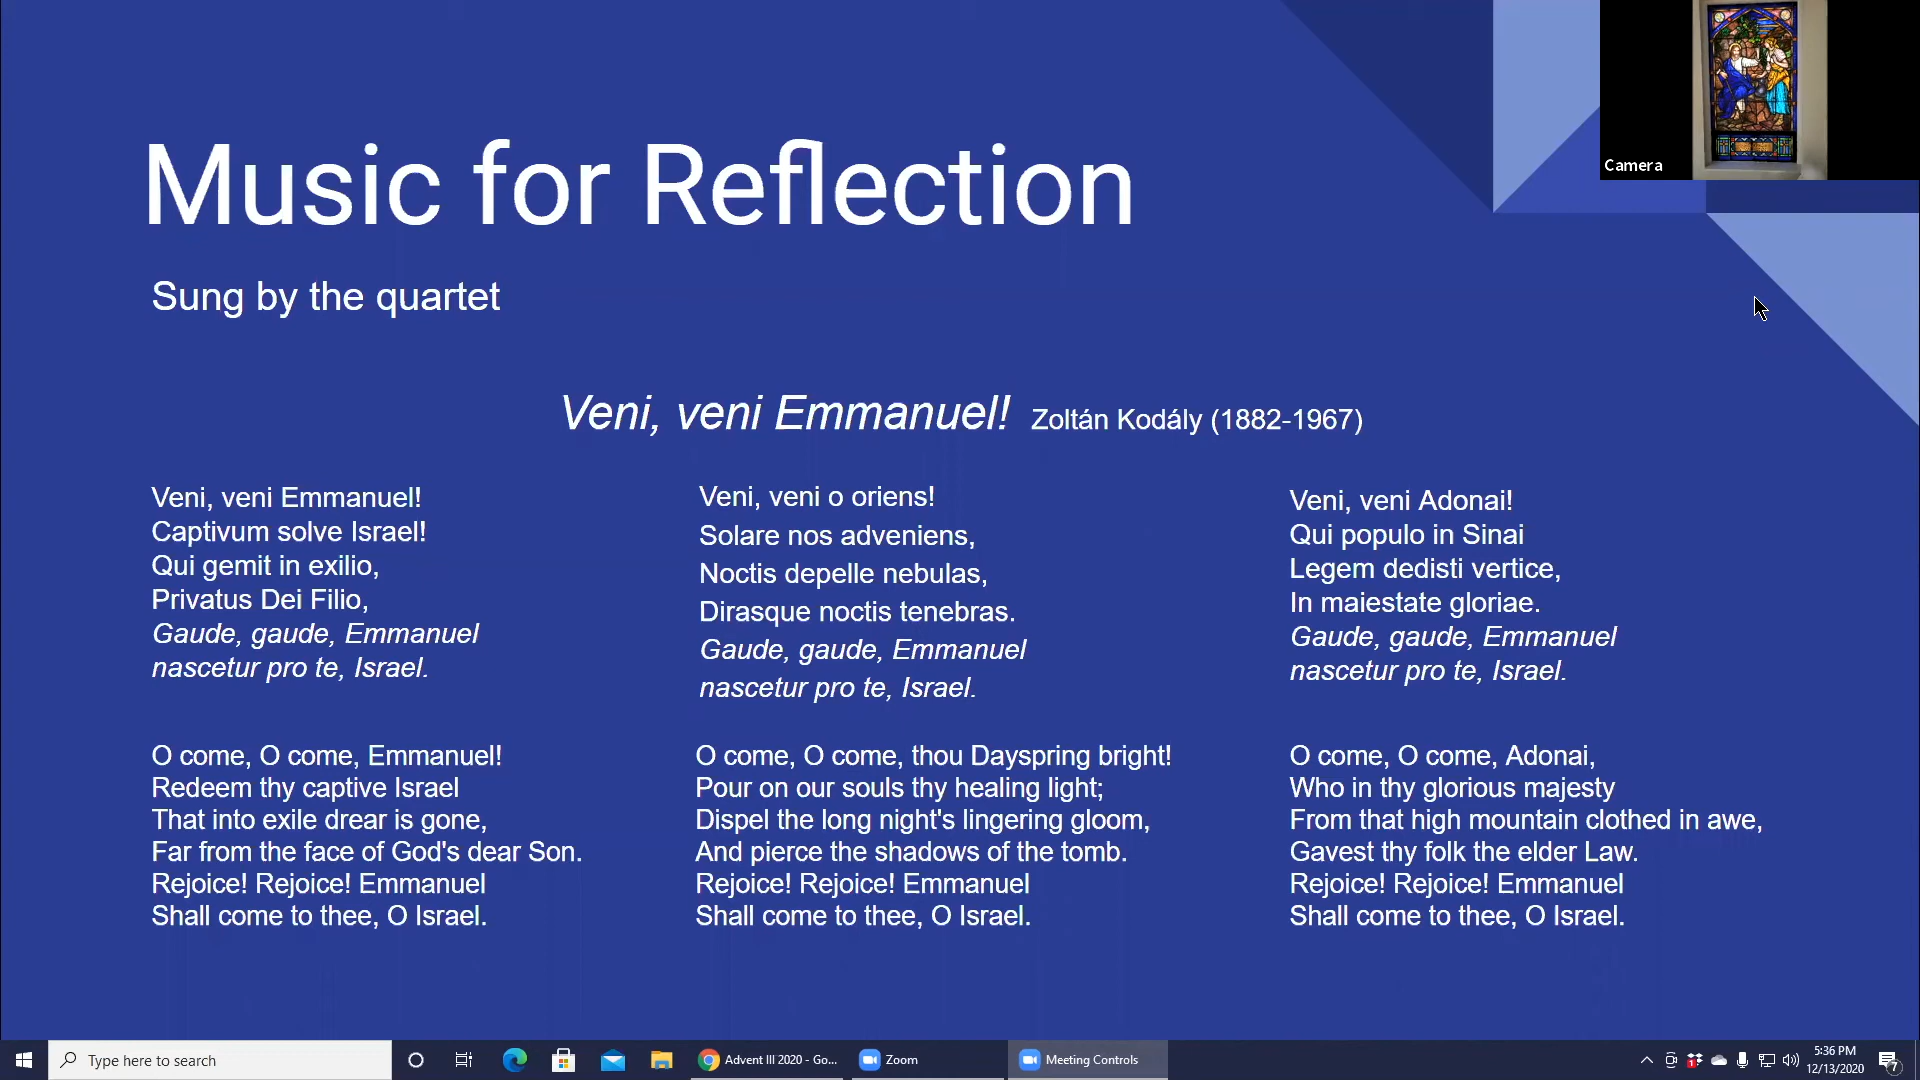 Music for Reflection
Sung by the quartet
Camera
Veni, veni Emmanuel! Zoltán Kodály (1882-1967)
Veni, veni Emmanuel!
Captivum solve Israel!
Qui gemit in exilio,
Privatus Dei Filio,
Gaude, gaude, Emmanuel
nascetur pro te, Israel.
Veni, veni o oriens!
Solare nos adveniens,
Noctis depelle nebulas,
Dirasque noctis tenebras.
Gaude, gaude, Emmanuel
nascetur pro te, Israel.
Veni, veni Adonai!
Qui populo in Sinai
Legem dedisti vertice,
In maiestate gloriae.
Gaude, gaude, Emmanuel
nascetur pro te, Israel.
O come, O come, Emmanuel!
Redeem thy captive Israel
That into exile drear is gone,
Far from the face of God's dear Son.
Rejoice! Rejoice! Emmanuel
Shall come to thee, O Israel.
O come, O come, thou Dayspring bright!
Pour on our souls thy healing light;
Dispel the long night's lingering gloom,
And pierce the shadows of the tomb.
Rejoice! Rejoice! Emmanuel
Shall come to thee, O Israel.
O come, O come, Adonai,
Who in thy glorious majesty
From that high mountain clothed in awe,
Gavest thy folk the elder Law.
Rejoice! Rejoice! Emmanuel
Shall come to thee, O Israel.
Type here to search
Advent III 2020 - Go...
Zoom
Meeting Controls
1
5:36 PM
12/13/2020
7